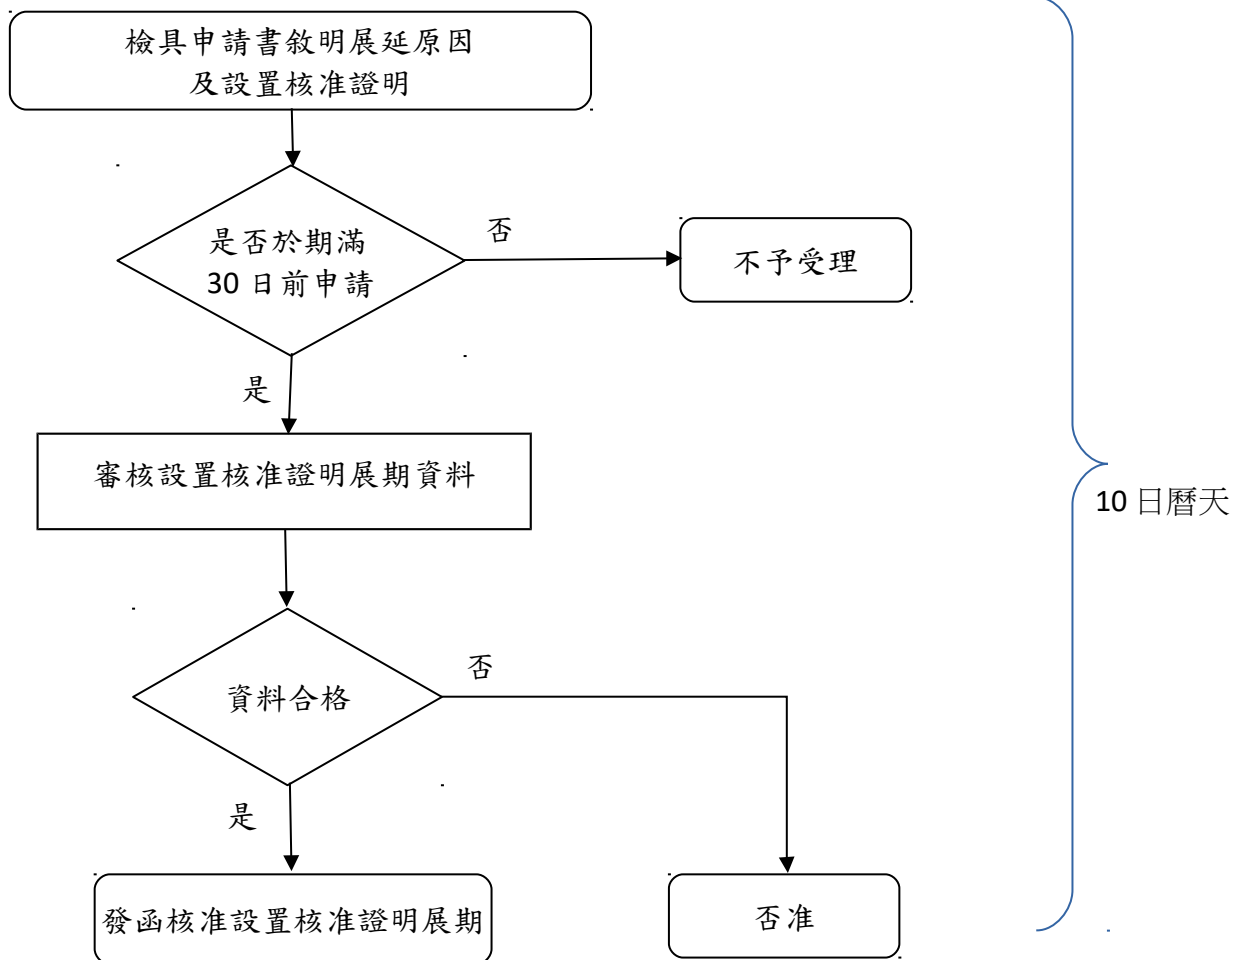 檢具申請書敘明展延原因
及設置核准證明
是否於期滿
30 日前申請
否
不予受理
是
審核設置核准證明展期資料
10 日曆天
資料合格
否
是
發函核准設置核准證明展期
否准